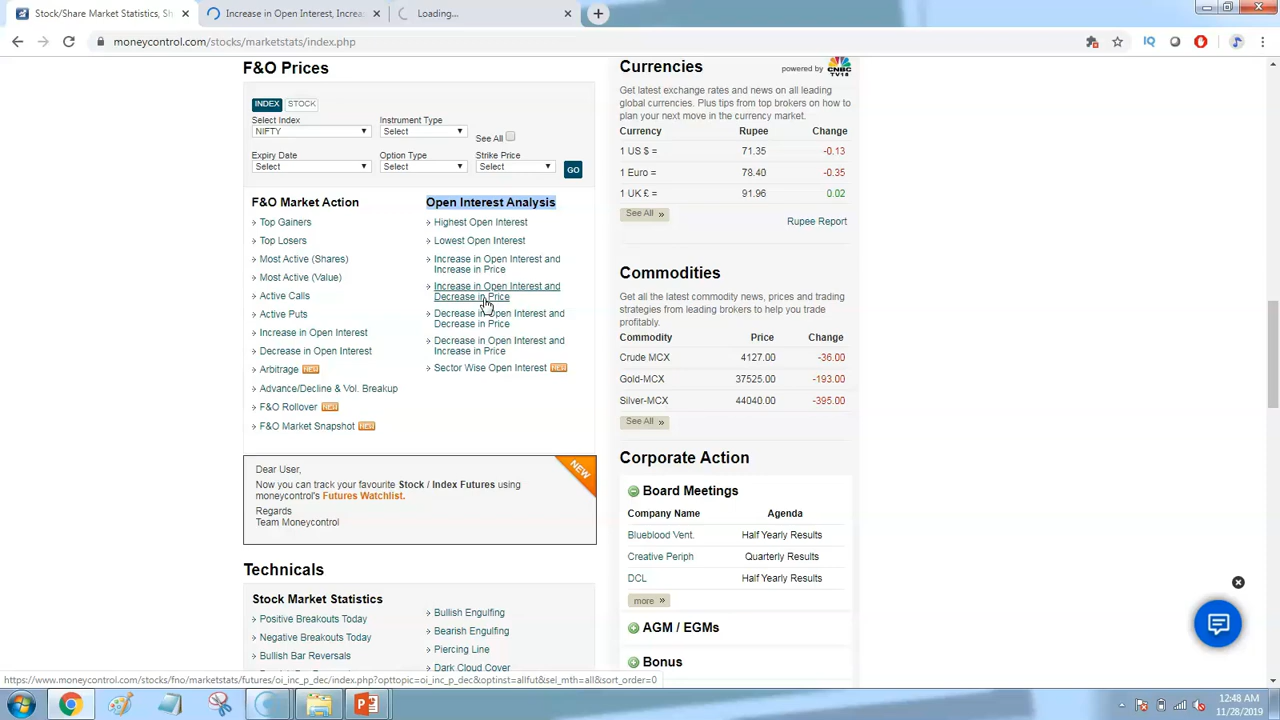 Stock/Share Market Statistics, Sh
Increase in Open Interest, Increa
Loading...
moneycontrol.com/stocks/marketstats/index.php
F&O Prices
INDEX STOCK
Select Index Instrument Type
NIFTY Select See All
Expiry Date Option Type Strike Price
Select Select Select GO
F&O Market Action
Top Gainers
Top Losers
Most Active (Shares)
Most Active (Value)
Active Calls
Active Puts
Increase in Open Interest
Decrease in Open Interest
Arbitrage NEW
Advance/Decline & Vol. Breakup
F&O Rollover NEW
F&O Market Snapshot NEW
Open Interest Analysis
Highest Open Interest
Lowest Open Interest
Increase in Open Interest and
Increase in Price
Increase in Open Interest and
Decrease in Price
Decrease in Open Interest and
Decrease in Price
Decrease in Open Interest and
Increase in Price
Sector Wise Open Interest NEW
NEW
Dear User,
Now you can track your favourite Stock / Index Futures using
moneycontrol's Futures Watchlist.
Regards
Team Moneycontrol
Technicals
Stock Market Statistics
Positive Breakouts Today
Negative Breakouts Today
Bullish Bar Reversals
Bullish Engulfing
Bearish Engulfing
Piercing Line
Dark Cloud Cover
Currencies
powered by CNBC
TV18
Get latest exchange rates and news on all leading
global currencies. Plus tips from top brokers on how to
plan your next move in the currency market.
Currency Rupee Change
1 US $ = 71.35 -0.13
1 Euro = 78.40 -0.35
1 UK £ = 91.96 0.02
See All »
Rupee Report
Commodities
Get all the latest commodity news, prices and trading
strategies from leading brokers to help you trade
profitably.
Commodity Price Change
Crude MCX 4127.00 -36.00
Gold-MCX 37525.00 -193.00
Silver-MCX 44040.00 -395.00
See All »
Corporate Action
Board Meetings
Company Name Agenda
Blueblood Vent. Half Yearly Results
Creative Periph Quarterly Results
DCL Half Yearly Results
more »
AGM / EGMs
Bonus
https://www.moneycontrol.com/stocks/fno/marketstats/futures/oi_inc_p_dec/index.php?opttopic=oi_inc_p_dec&optinst=allfut&sel_mth=all&sort_order=0
12:48 AM
11/28/2019